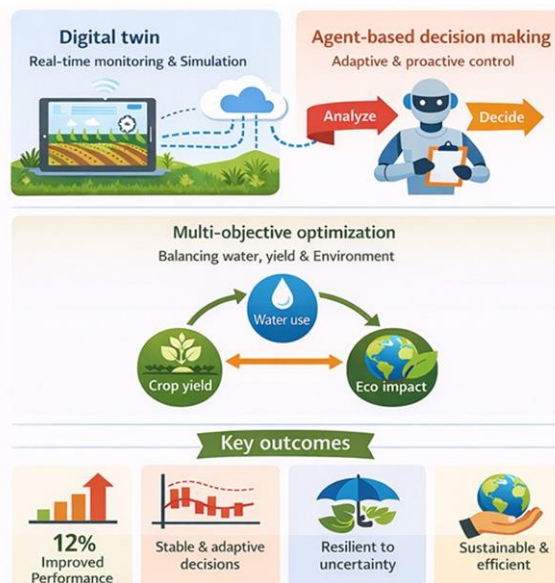 Digital twin
Real-time monitoring & Simulation
Agent-based decision making
Adaptive & proactive control
Analyze
Decide
Multi-objective optimization
Balancing water, yield & Environment
Water use
Crop yield
Eco impact
Key outcomes
12%
Improved
Performance
Stable & adaptive
decisions
Resilient to
uncertainty
Sustainable &
efficient